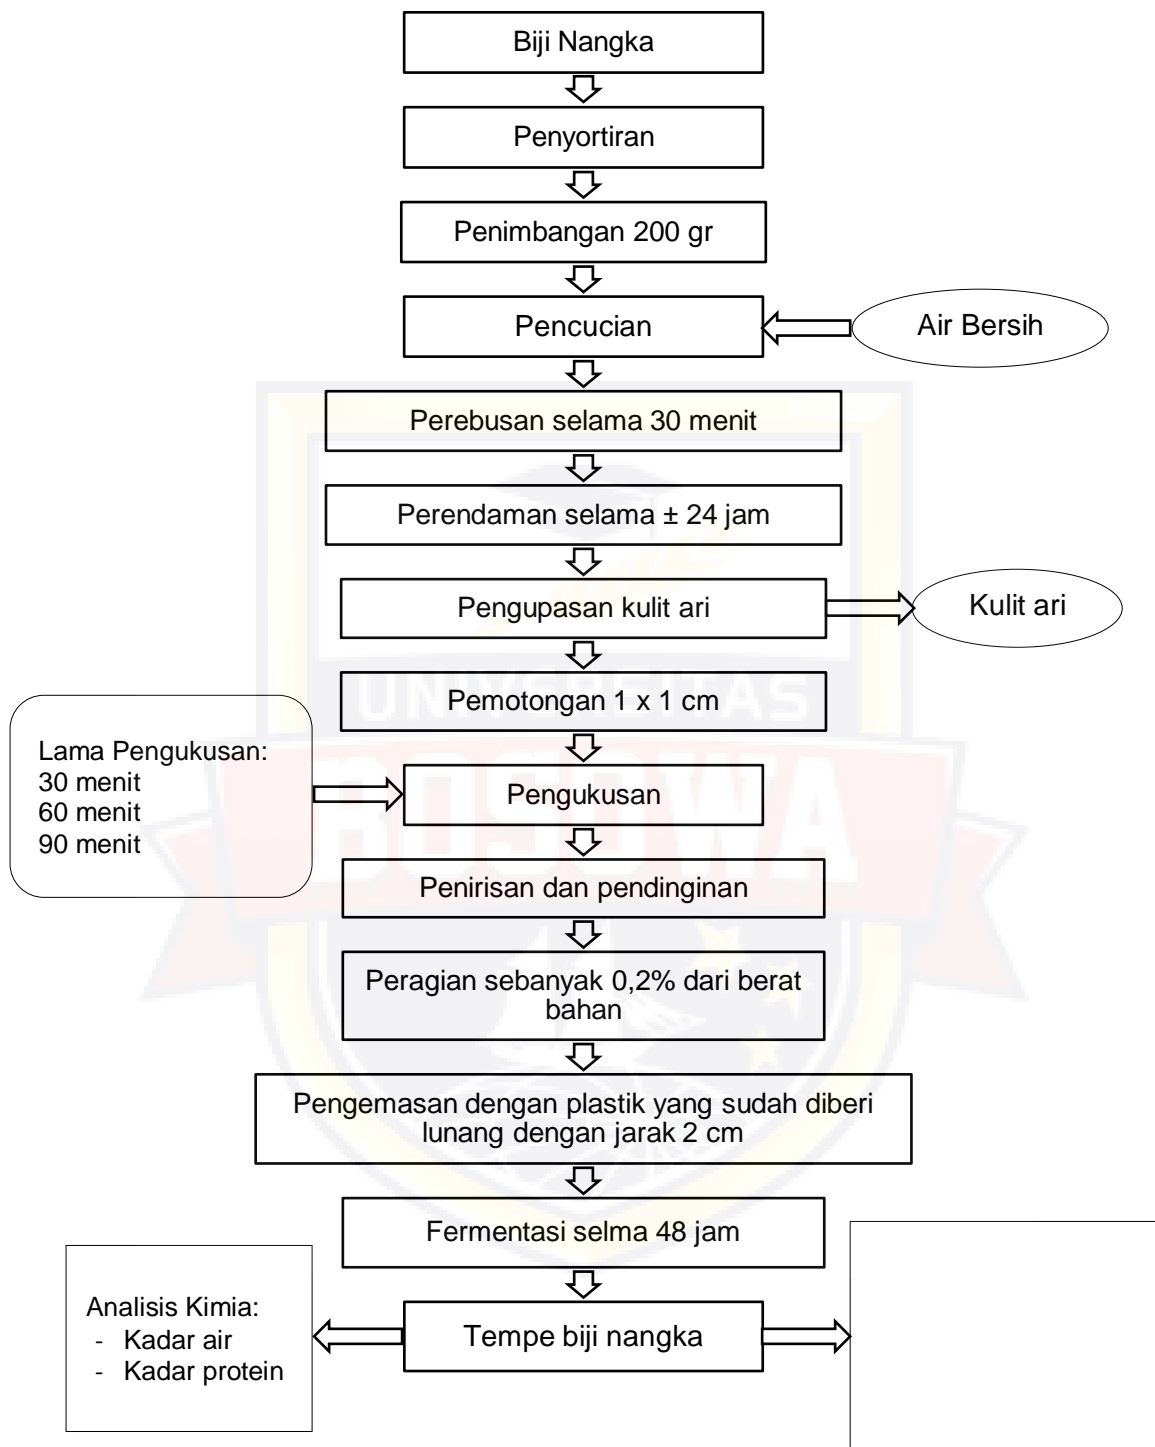 Biji Nangka
Penyortiran
Penimbangan 200 gr
Pencucian
Air Bersih
Perebusan selama 30 menit
Perendaman selama ± 24 jam
Pengupasan kulit ari
Kulit ari
UNIVERSITAS
Pemotongan 1 x 1 cm
Lama Pengukusan:
30 menit
60 menit
90 menit
BOSOWA
Pengukusan
Penirisan dan pendinginan
Peragian sebanyak 0,2% dari berat
bahan
Pengemasan dengan plastik yang sudah diberi
lunang dengan jarak 2 cm
Fermentasi selma 48 jam
Analisis Kimia:
- Kadar air
- Kadar protein
Tempe biji nangka